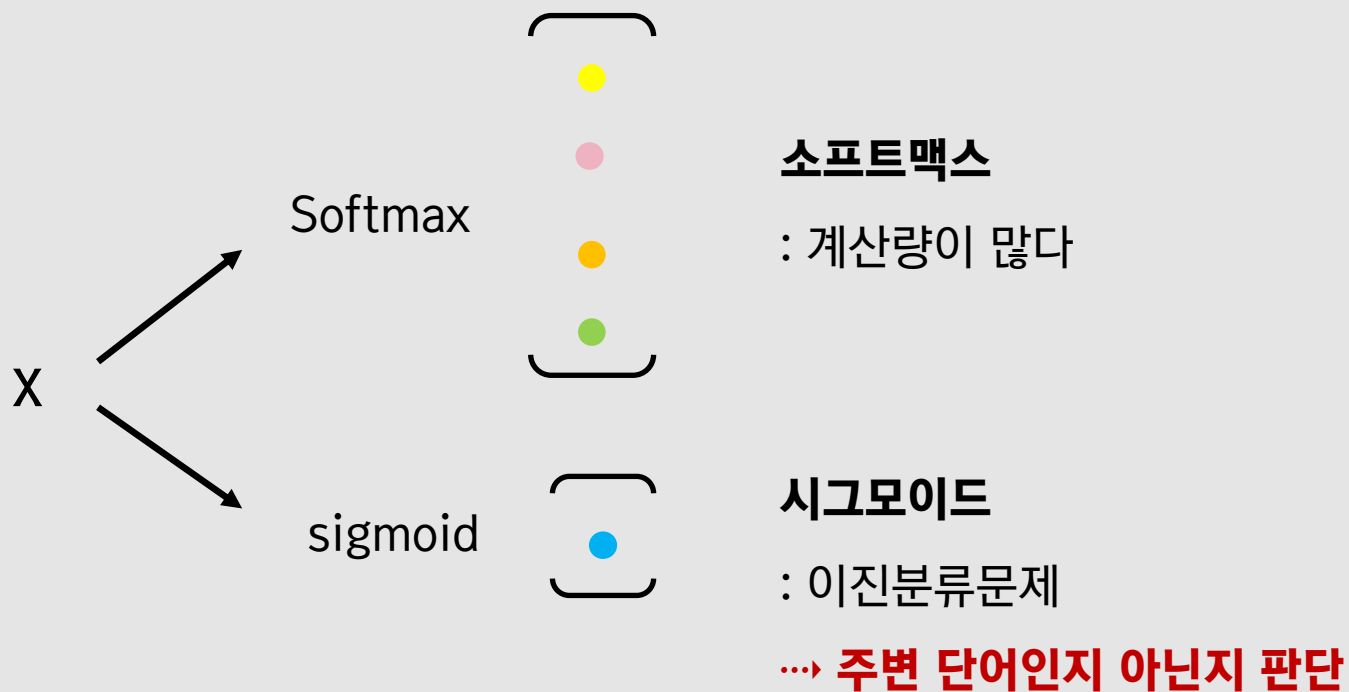 X
Softmax
소프트맥스
: 계산량이 많다
sigmoid
시그모이드
: 이진분류문제
⋯› 주변 단어인지 아닌지 판단